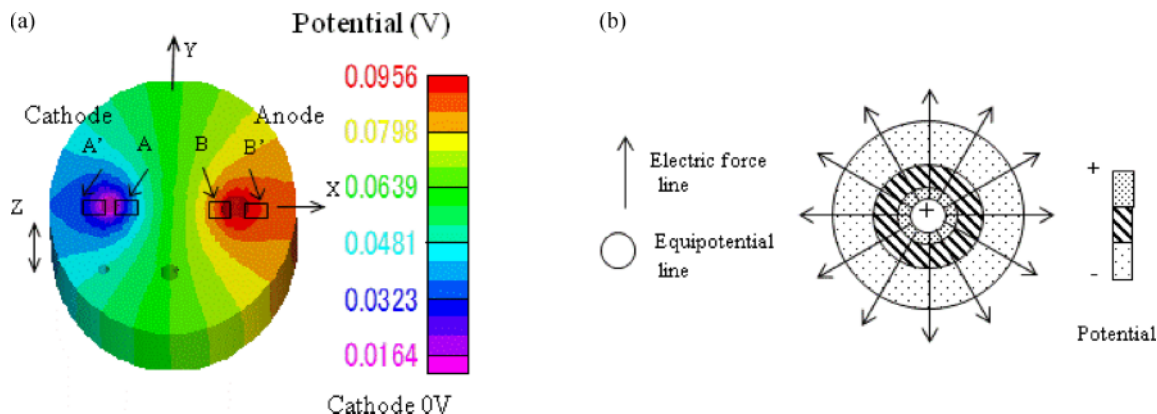 (a)
Potential (V)
Y
Cathode
Anode
A'
A
B
B'
X
Z
0.0956
0.0798
0.0639
0.0481
0.0323
0.0164
Cathode 0V
(b)
Electric force
line
Equipotential
line
+
+
-
Potential